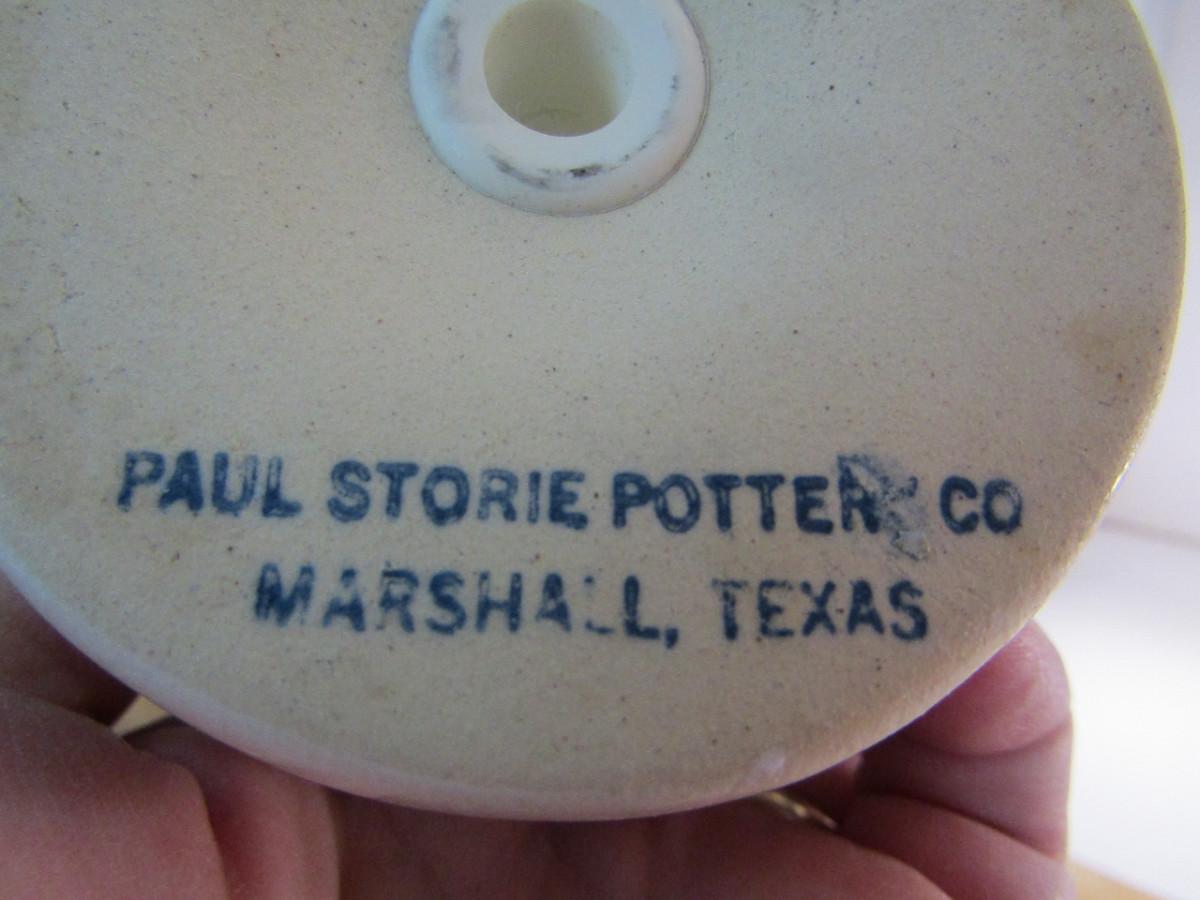 PAUL STORIE POTTERY CO
MARSHALL, TEXAS